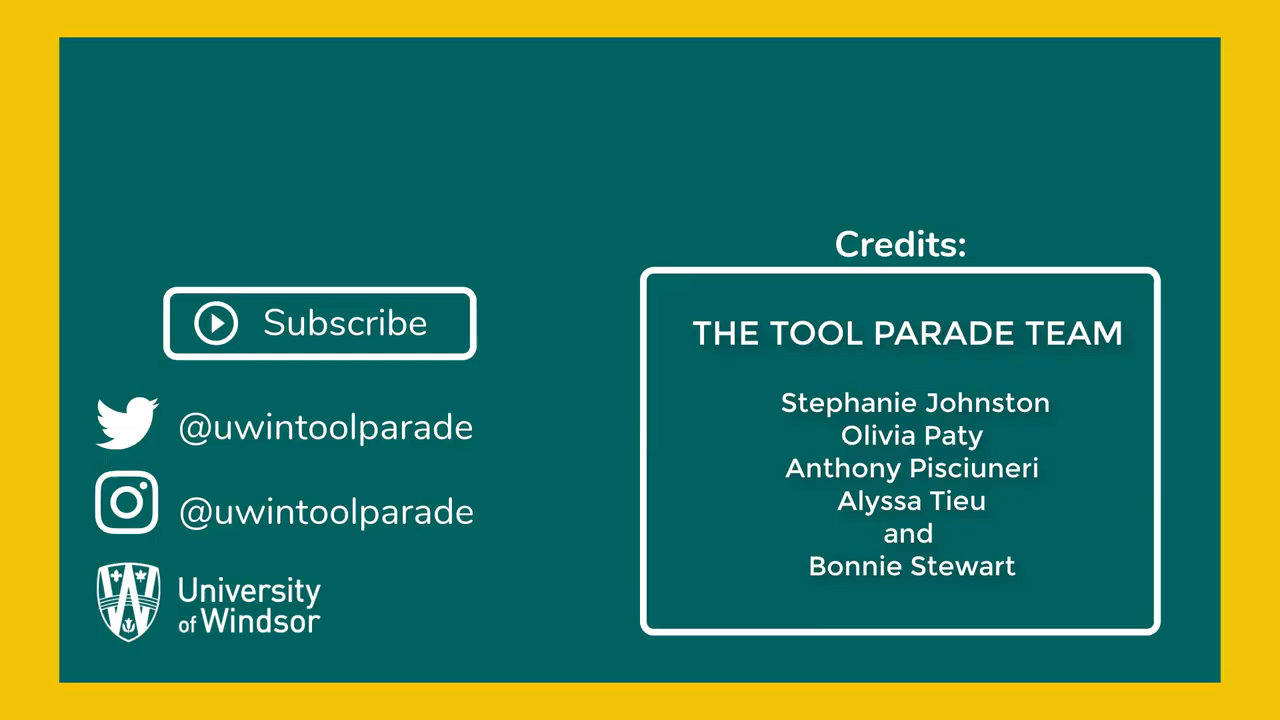 Subscribe
@uwintoolparade
@uwintoolparade
University
of Windsor
Credits:
THE TOOL PARADE TEAM
Stephanie Johnston
Olivia Paty
Anthony Pisciuneri
Alyssa Tieu
and
Bonnie Stewart